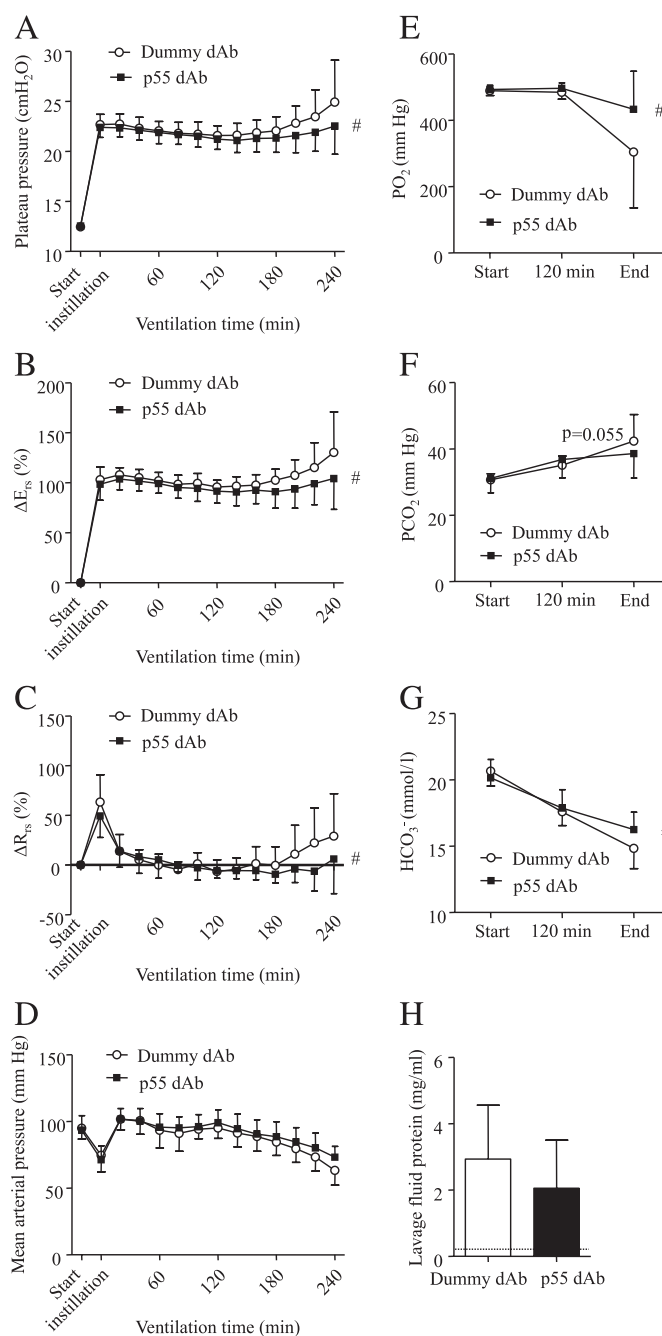 A
Dummy dAb
p55 dAb
Plateau pressure (cmH2O)
30
25
20
15
10
#
Start
instillation
60
120
180
240
Ventilation time (min)
B
Dummy dAb
p55 dAb
ΔErs (%)
200
150
100
50
0
#
Start
instillation
60
120
180
240
Ventilation time (min)
C
Dummy dAb
p55 dAb
ΔRrs (%)
150
100
50
0
-50
#
Start
instillation
60
120
180
240
Ventilation time (min)
D
Dummy dAb
p55 dAb
Mean arterial pressure (mm Hg)
150
100
50
0
Start
instillation
60
120
180
240
Ventilation time (min)
E
PO2 (mm Hg)
600
400
200
0
#
Dummy dAb
p55 dAb
Start 120 min End
F
PCO2 (mm Hg)
60
40
20
0
p=0.055
Dummy dAb
p55 dAb
Start 120 min End
G
HCO3- (mmol/l)
25
20
15
10
Dummy dAb
p55 dAb
Start 120 min End
H
Lavage fluid protein (mg/ml)
6
4
2
0
Dummy dAb p55 dAb